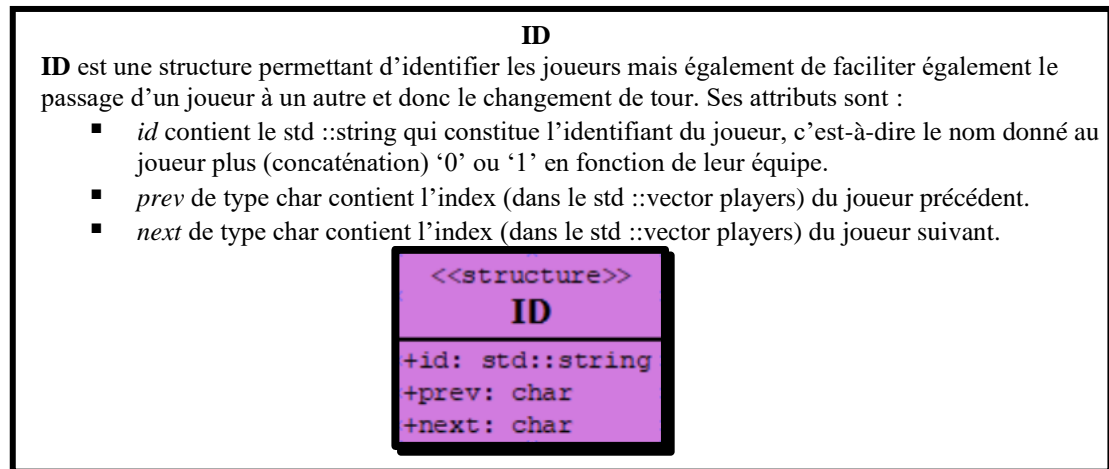 ID
ID est une structure permettant d’identifier les joueurs mais également de faciliter également le
passage d’un joueur à un autre et donc le changement de tour. Ses attributs sont :
▪ id contient le std ::string qui constitue l’identifiant du joueur, c’est-à-dire le nom donné au
joueur plus (concaténation) ‘0’ ou ‘1’ en fonction de leur équipe.
▪ prev de type char contient l’index (dans le std ::vector players) du joueur précédent.
▪ next de type char contient l’index (dans le std ::vector players) du joueur suivant.
<<structure>>
ID
+id: std::string
+prev: char
+next: char